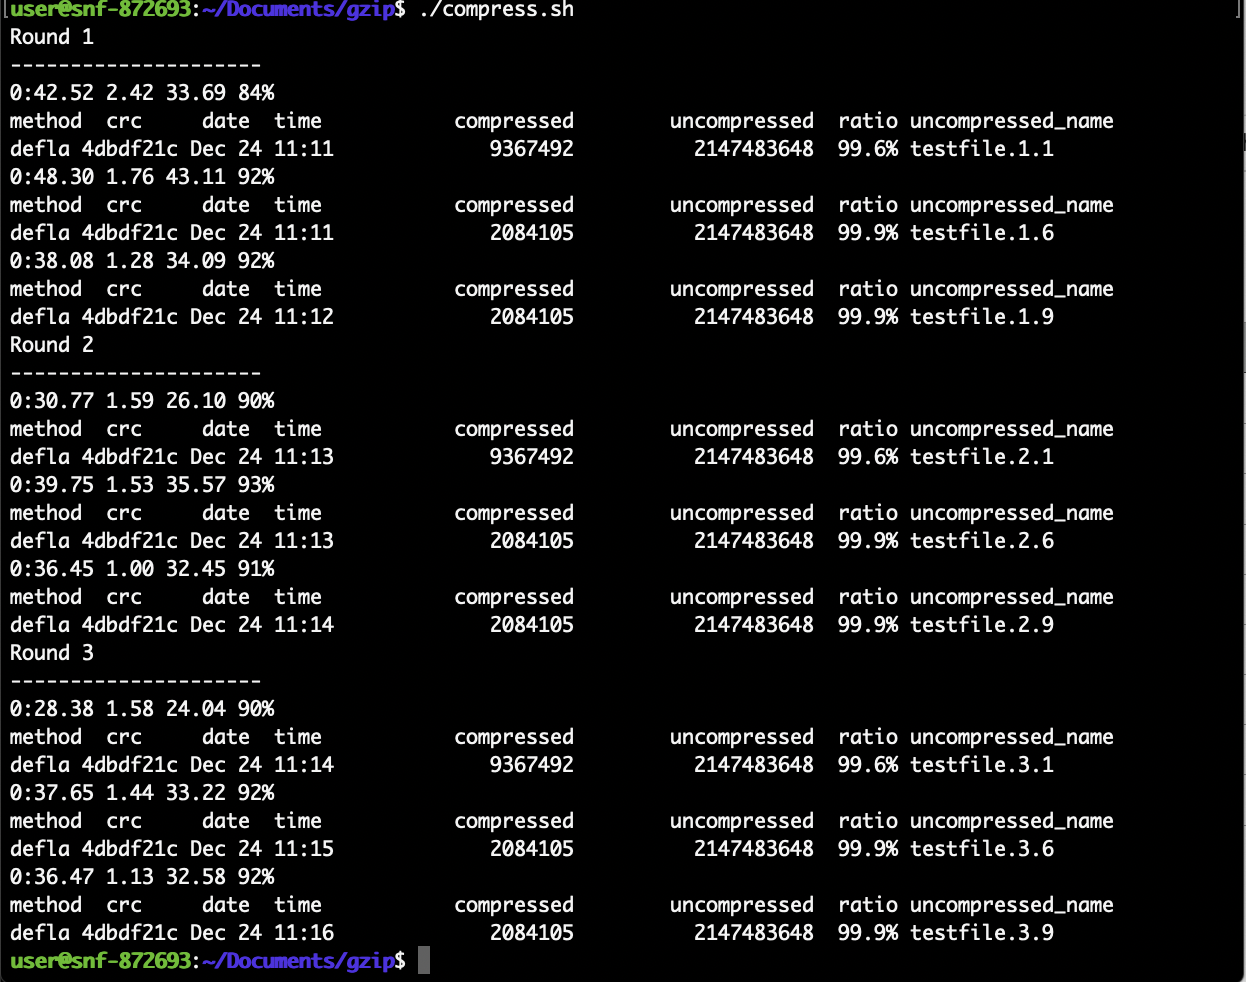 user@snf-872693:~/Documents/gzip$ ./compress.sh
Round 1
---------------------
0:42.52 2.42 33.69 84%
method  crc     date  time           compressed        uncompressed  ratio uncompressed_name
defla 4dbdf21c Dec 24 11:11             9367492          2147483648  99.6% testfile.1.1
0:48.30 1.76 43.11 92%
method  crc     date  time           compressed        uncompressed  ratio uncompressed_name
defla 4dbdf21c Dec 24 11:11             2084105          2147483648  99.9% testfile.1.6
0:38.08 1.28 34.09 92%
method  crc     date  time           compressed        uncompressed  ratio uncompressed_name
defla 4dbdf21c Dec 24 11:12             2084105          2147483648  99.9% testfile.1.9
Round 2
---------------------
0:30.77 1.59 26.10 90%
method  crc     date  time           compressed        uncompressed  ratio uncompressed_name
defla 4dbdf21c Dec 24 11:13             9367492          2147483648  99.6% testfile.2.1
0:39.75 1.53 35.57 93%
method  crc     date  time           compressed        uncompressed  ratio uncompressed_name
defla 4dbdf21c Dec 24 11:13             2084105          2147483648  99.9% testfile.2.6
0:36.45 1.00 32.45 91%
method  crc     date  time           compressed        uncompressed  ratio uncompressed_name
defla 4dbdf21c Dec 24 11:14             2084105          2147483648  99.9% testfile.2.9
Round 3
---------------------
0:28.38 1.58 24.04 90%
method  crc     date  time           compressed        uncompressed  ratio uncompressed_name
defla 4dbdf21c Dec 24 11:14             9367492          2147483648  99.6% testfile.3.1
0:37.65 1.44 33.22 92%
method  crc     date  time           compressed        uncompressed  ratio uncompressed_name
defla 4dbdf21c Dec 24 11:15             2084105          2147483648  99.9% testfile.3.6
0:36.47 1.13 32.58 92%
method  crc     date  time           compressed        uncompressed  ratio uncompressed_name
defla 4dbdf21c Dec 24 11:16             2084105          2147483648  99.9% testfile.3.9
user@snf-872693:~/Documents/gzip$